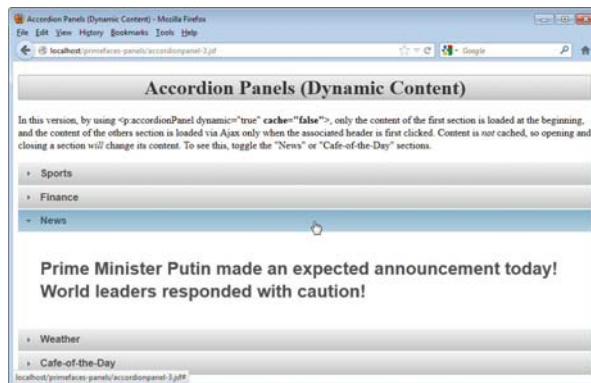 Accordion Panels (Dynamic Content) - Mozilla Firefox
File Edit View History Bookmarks Tools Help
localhost/primefaces-panels/accordionpanel-3.jsf
Google
Accordion Panels (Dynamic Content)
In this version, by using <p:accordionPanel dynamic="true" cache="false">, only the content of the first section is loaded at the beginning,
and the content of the others section is loaded via Ajax only when the associated header is first clicked. Content is not cached, so opening and
closing a section will change its content. To see this, toggle the "News" or "Cafe-of-the-Day" sections.
Sports
Finance
News
Prime Minister Putin made an expected announcement today!
World leaders responded with caution!
Weather
Cafe-of-the-Day
localhost/primefaces-panels/accordionpanel-3.jsf#